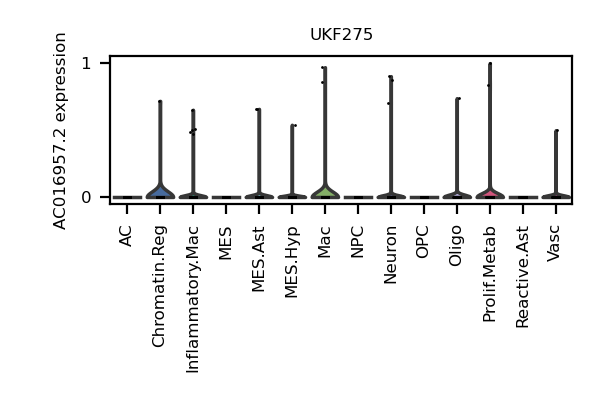 UKF275
AC016957.2 expression
1
0
AC
Chromatin.Reg
Inflammatory.Mac
MES
MES.Ast
MES.Hyp
Mac
NPC
Neuron
OPC
Oligo
Prolif.Metab
Reactive.Ast
Vasc